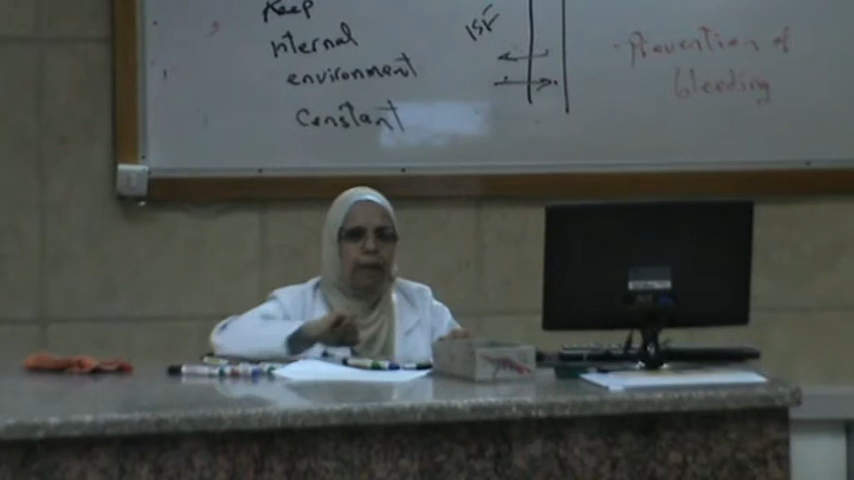 Keep
internal
environment
Constant
ISF
Prevention of
bleeding